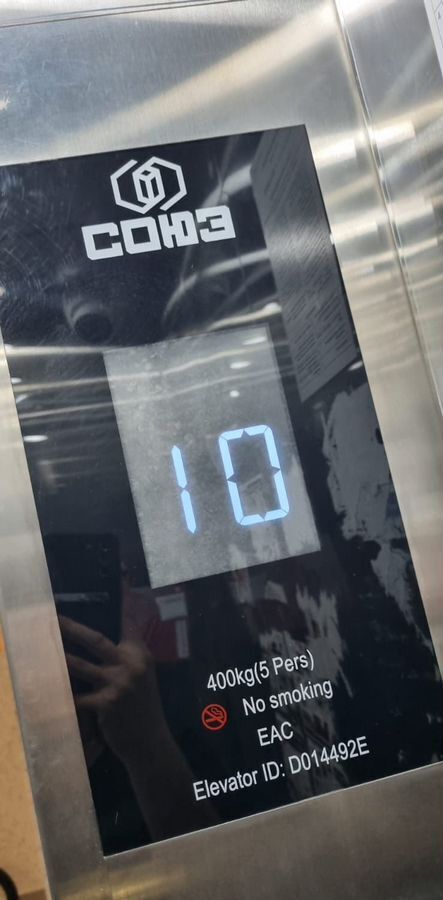 СОЮЗ
10
400kg(5 Pers)
No smoking
EAC
Elevator ID: D014492E